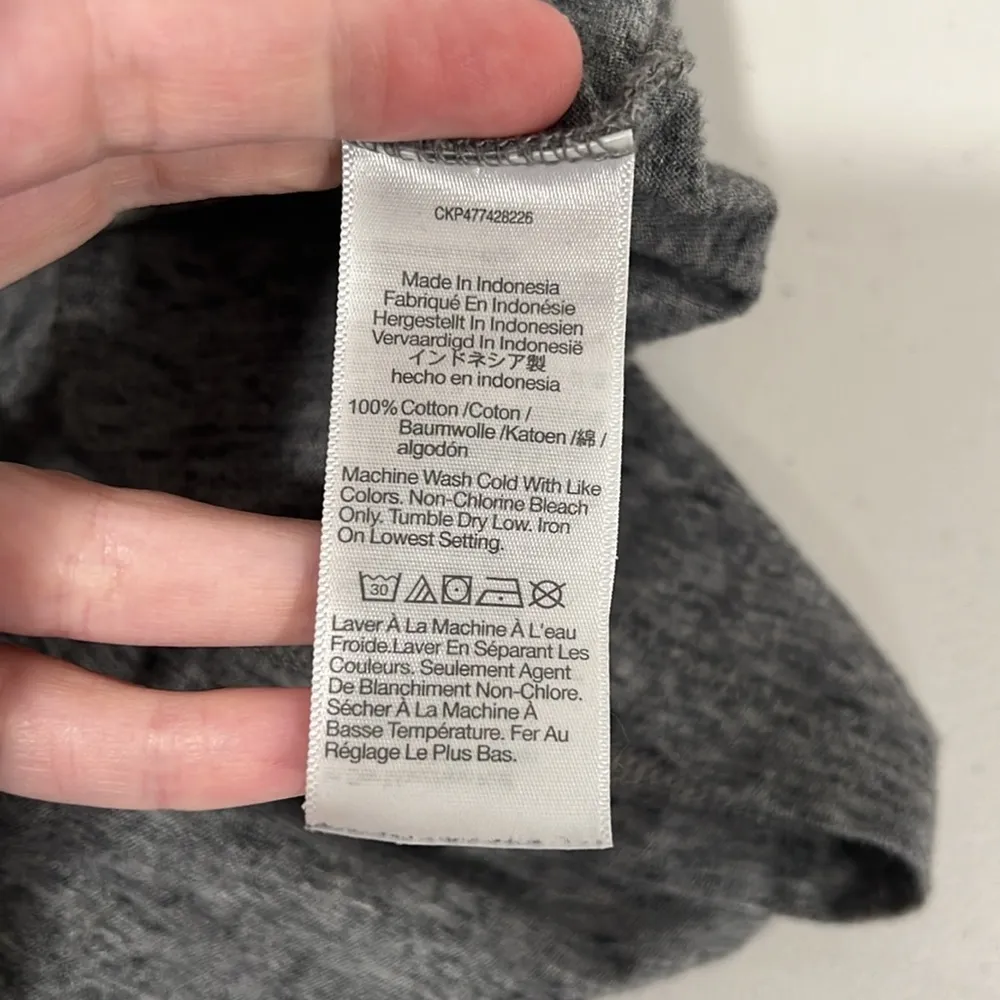 CKP477428226
Made In Indonesia
Fabriqué En Indonésie
Hergestellt In Indonesien
Vervaardigd In Indonesië
インドネシア製
hecho en indonesia
100% Cotton /Coton /
Baumwolle /Katoen /綿 /
algodón
Machine Wash Cold With Like
Colors. Non-Chlorine Bleach
Only. Tumble Dry Low. Iron
On Lowest Setting.
30
Laver À La Machine À L'eau
Froide.Laver En Séparant Les
Couleurs. Seulement Agent
De Blanchiment Non-Chlore.
Sécher À La Machine À
Basse Température. Fer Au
Réglage Le Plus Bas.